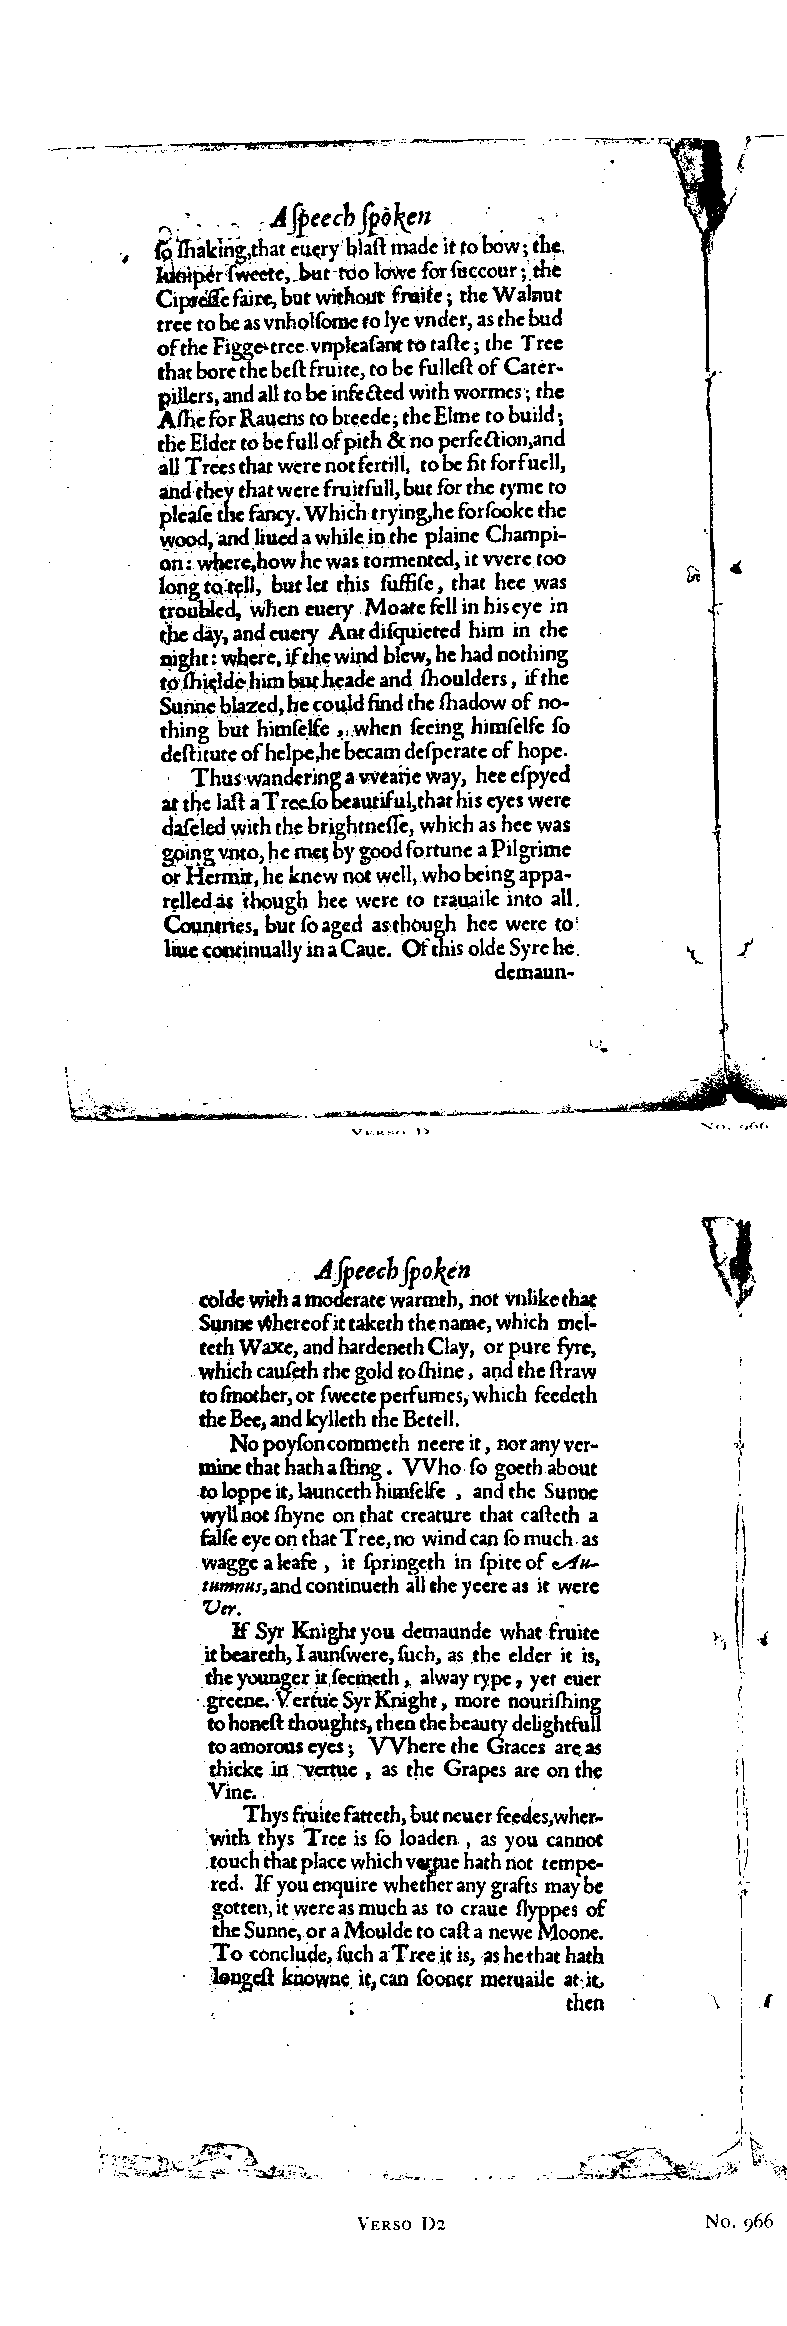 A ſpeech ſpoken
ſo ſhaking, that euery blaſt made it to bow; the
Iuniper ſweete, but too lowe for ſuccour; the
Cipreſſe faire, but without fruite; the Walnut
tree to be as vnholſome to lye vnder, as the bud
of the Figge-tree vnpleaſant to taſte; the Tree
that bore the beſt fruite, to be fulleſt of Cater-
pillers, and all to be infected with wormes; the
Aſhe for Rauens to breede; the Elme to build;
the Elder to be full of pith & no perfection, and
all Trees that were not fertill, to be fit for fuell,
and they that were fruitfull, but for the tyme to
pleaſe the fancy. Which trying, he forſooke the
wood, and liued a while in the plaine Champi-
on: where, how he was tormented, it vvere too
long to tell, but let this ſuffiſe, that hee was
troubled, when euery Moate fell in his eye in
the day, and euery Ant diſquieted him in the
night: where, if the wind blew, he had nothing
to ſhielde him but heade and ſhoulders, if the
Sunne blazed, he could find the ſhadow of no-
thing but himſelfe, when ſeeing himſelfe ſo
deſtitute of helpe, he becam deſperate of hope.
Thus wandering a vvearie way, hee eſpyed
at the laſt a Tree ſo beautiful, that his eyes were
daſeled with the brightneſſe, which as hee was
going vnto, he met by good fortune a Pilgrime
or Hermit, he knew not well, who being appa-
relled as though hee were to trauaile into all
Countries, but ſo aged as though hee were to
liue continually in a Caue. Of this olde Syre he
demaun-
VERSO D
No. 966
A ſpeech ſpoken
colde with a moderate warmth, not vnlike that
Sunne whereof it taketh the name, which mel-
teth Waxe, and hardeneth Clay, or pure fyre,
which cauſeth the gold to ſhine, and the ſtraw
to ſmother, or ſweete perfumes, which feedeth
the Bee, and kylleth the Betell.
No poyſon commeth neere it, nor any ver-
mine that hath a ſting. VVho ſo goeth about
to loppe it, launceth himſelfe, and the Sunne
wyll not ſhyne on that creature that caſteth a
falſe eye on that Tree, no wind can ſo much as
wagge a leafe, it ſpringeth in ſpite of Au-
tumnus, and continueth all the yeere as it were
Ver.
If Syr Knight you demaunde what fruite
it beareth, I aunſwere, ſuch, as the elder it is,
the younger it ſeemeth, alway rype, yet euer
greene. Vertue Syr Knight, more nouriſhing
to honeſt thoughts, then the beauty delightfull
to amorous eyes; VVhere the Graces are as
thicke in vertue, as the Grapes are on the
Vine.
Thys fruite fatteth, but neuer feedes, wher-
with thys Tree is ſo loaden, as you cannot
touch that place which vertue hath not tempe-
red. If you enquire whether any grafts may be
gotten, it were as much as to craue ſlyppes of
the Sunne, or a Moulde to caſt a newe Moone.
To conclude, ſuch a Tree it is, as he that hath
longeſt knowne it, can ſooner meruaile at it,
then
VERSO D2
No. 966